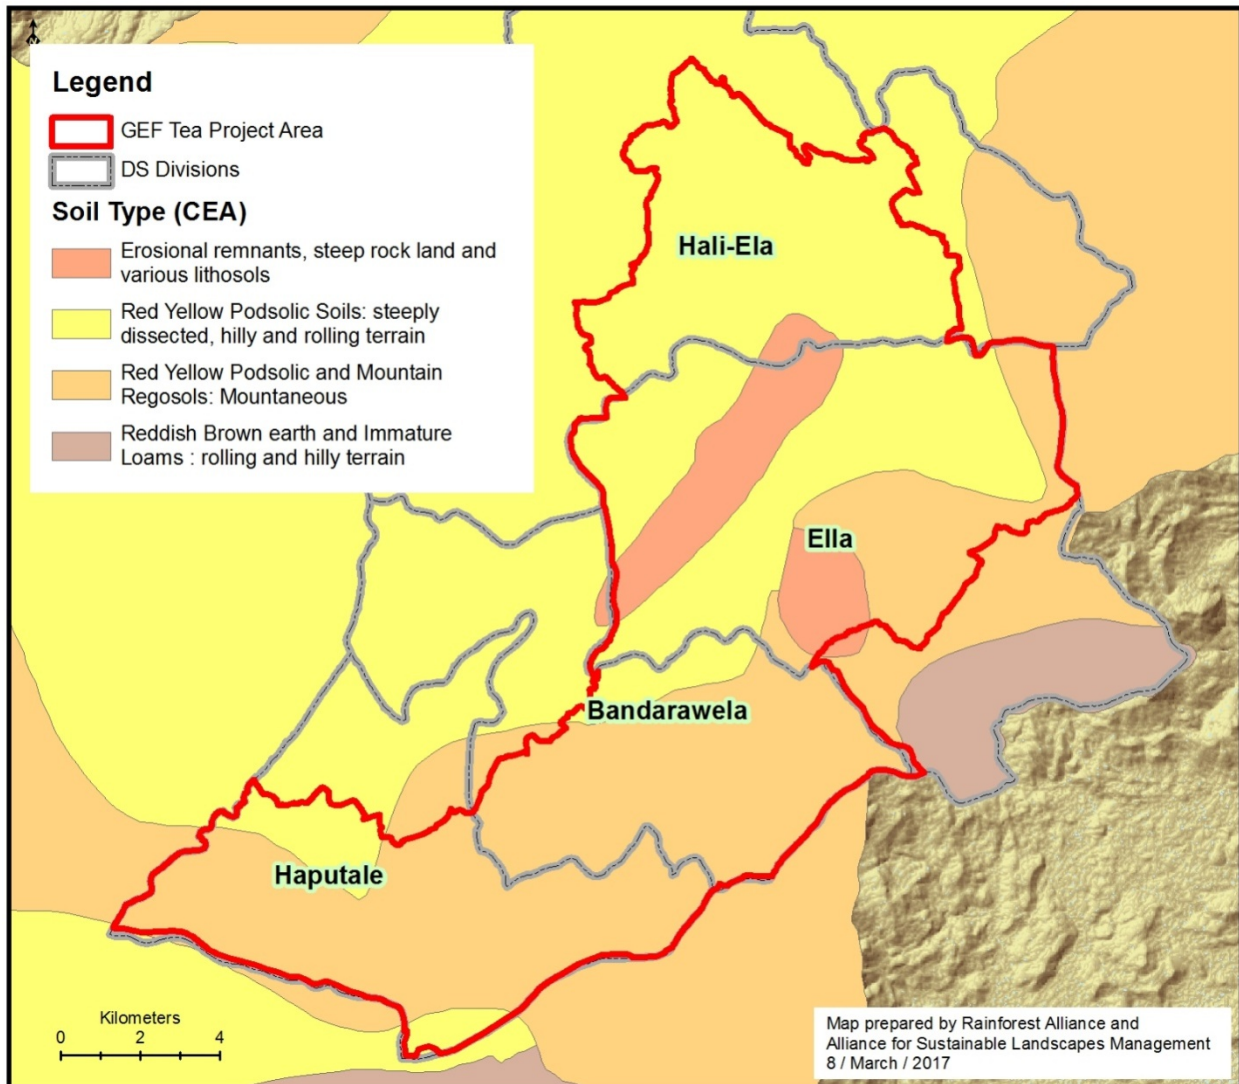 N
Legend
GEF Tea Project Area
DS Divisions
Soil Type (CEA)
Erosional remnants, steep rock land and
various lithosols
Red Yellow Podsolic Soils: steeply
dissected, hilly and rolling terrain
Red Yellow Podsolic and Mountain
Regosols: Mountaneous
Reddish Brown earth and Immature
Loams : rolling and hilly terrain
Hali-Ela
Ella
Bandarawela
Haputale
Kilometers
0 2 4
Map prepared by Rainforest Alliance and
Alliance for Sustainable Landscapes Management
8 / March / 2017